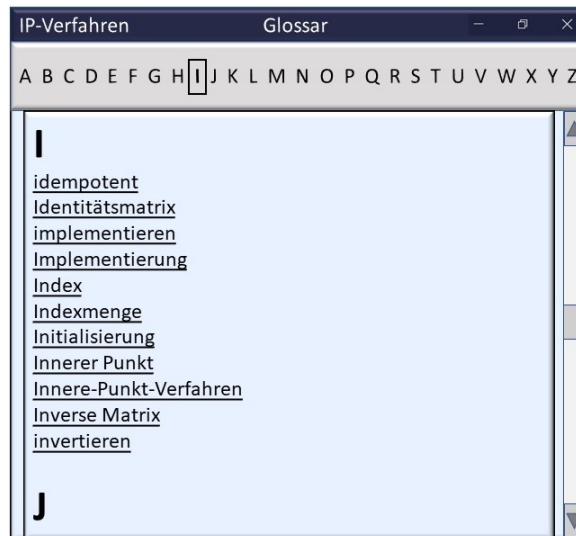 IP-Verfahren Glossar
A B C D E F G H I J K L M N O P Q R S T U V W X Y Z
I
idempotent
Identitätsmatrix
implementieren
Implementierung
Index
Indexmenge
Initialisierung
Innerer Punkt
Innere-Punkt-Verfahren
Inverse Matrix
invertieren
J